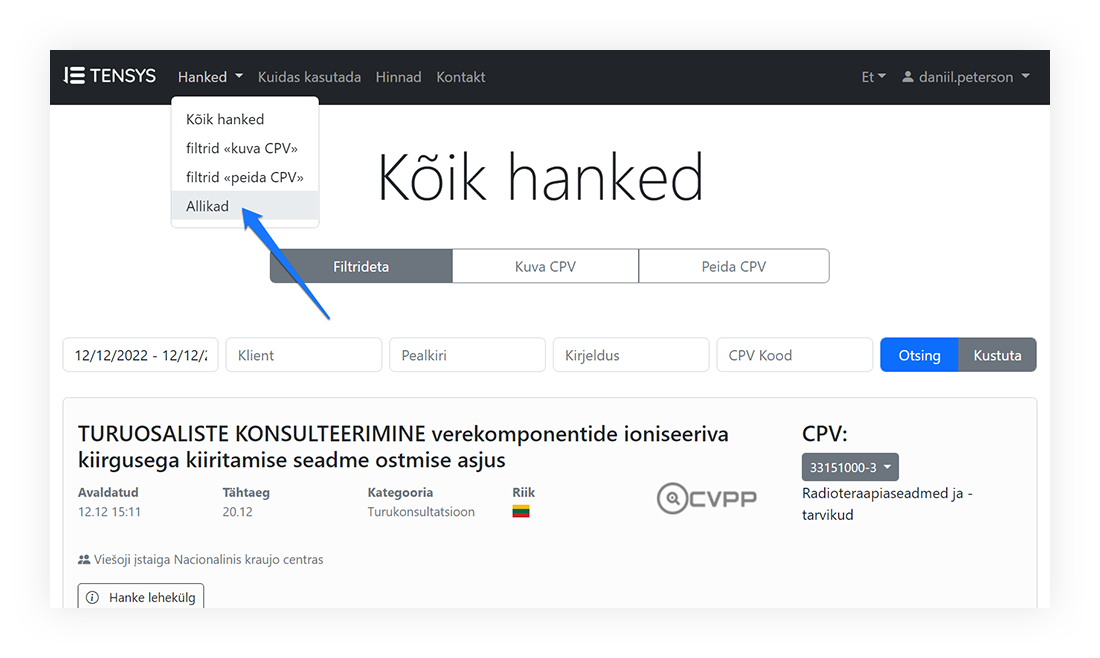 TENSYS Hanked Kuidas kasutada Hinnad Kontakt Et daniil.peterson
Kõik hanked
filtrid «kuva CPV»
filtrid «peida CPV»
Allikad
Kõik hanked
Filtrideta Kuva CPV Peida CPV
12/12/2022 - 12/12/ Klient Pealkiri Kirjeldus CPV Kood Otsing Kustuta
TURUOSALISTE KONSULTEERIMINE verekomponentide ioniseeriva
kiirgusega kiiritamise seadme ostmise asjus
Avaldatud Tähtaeg Kategooria Riik
12.12 15:11 20.12 Turukonsultatsioon
CVPP
CPV:
33151000-3
Radioteraapiaseadmed ja -
tarvikud
Viešoji įstaiga Nacionalinis kraujo centras
Hanke lehekülg